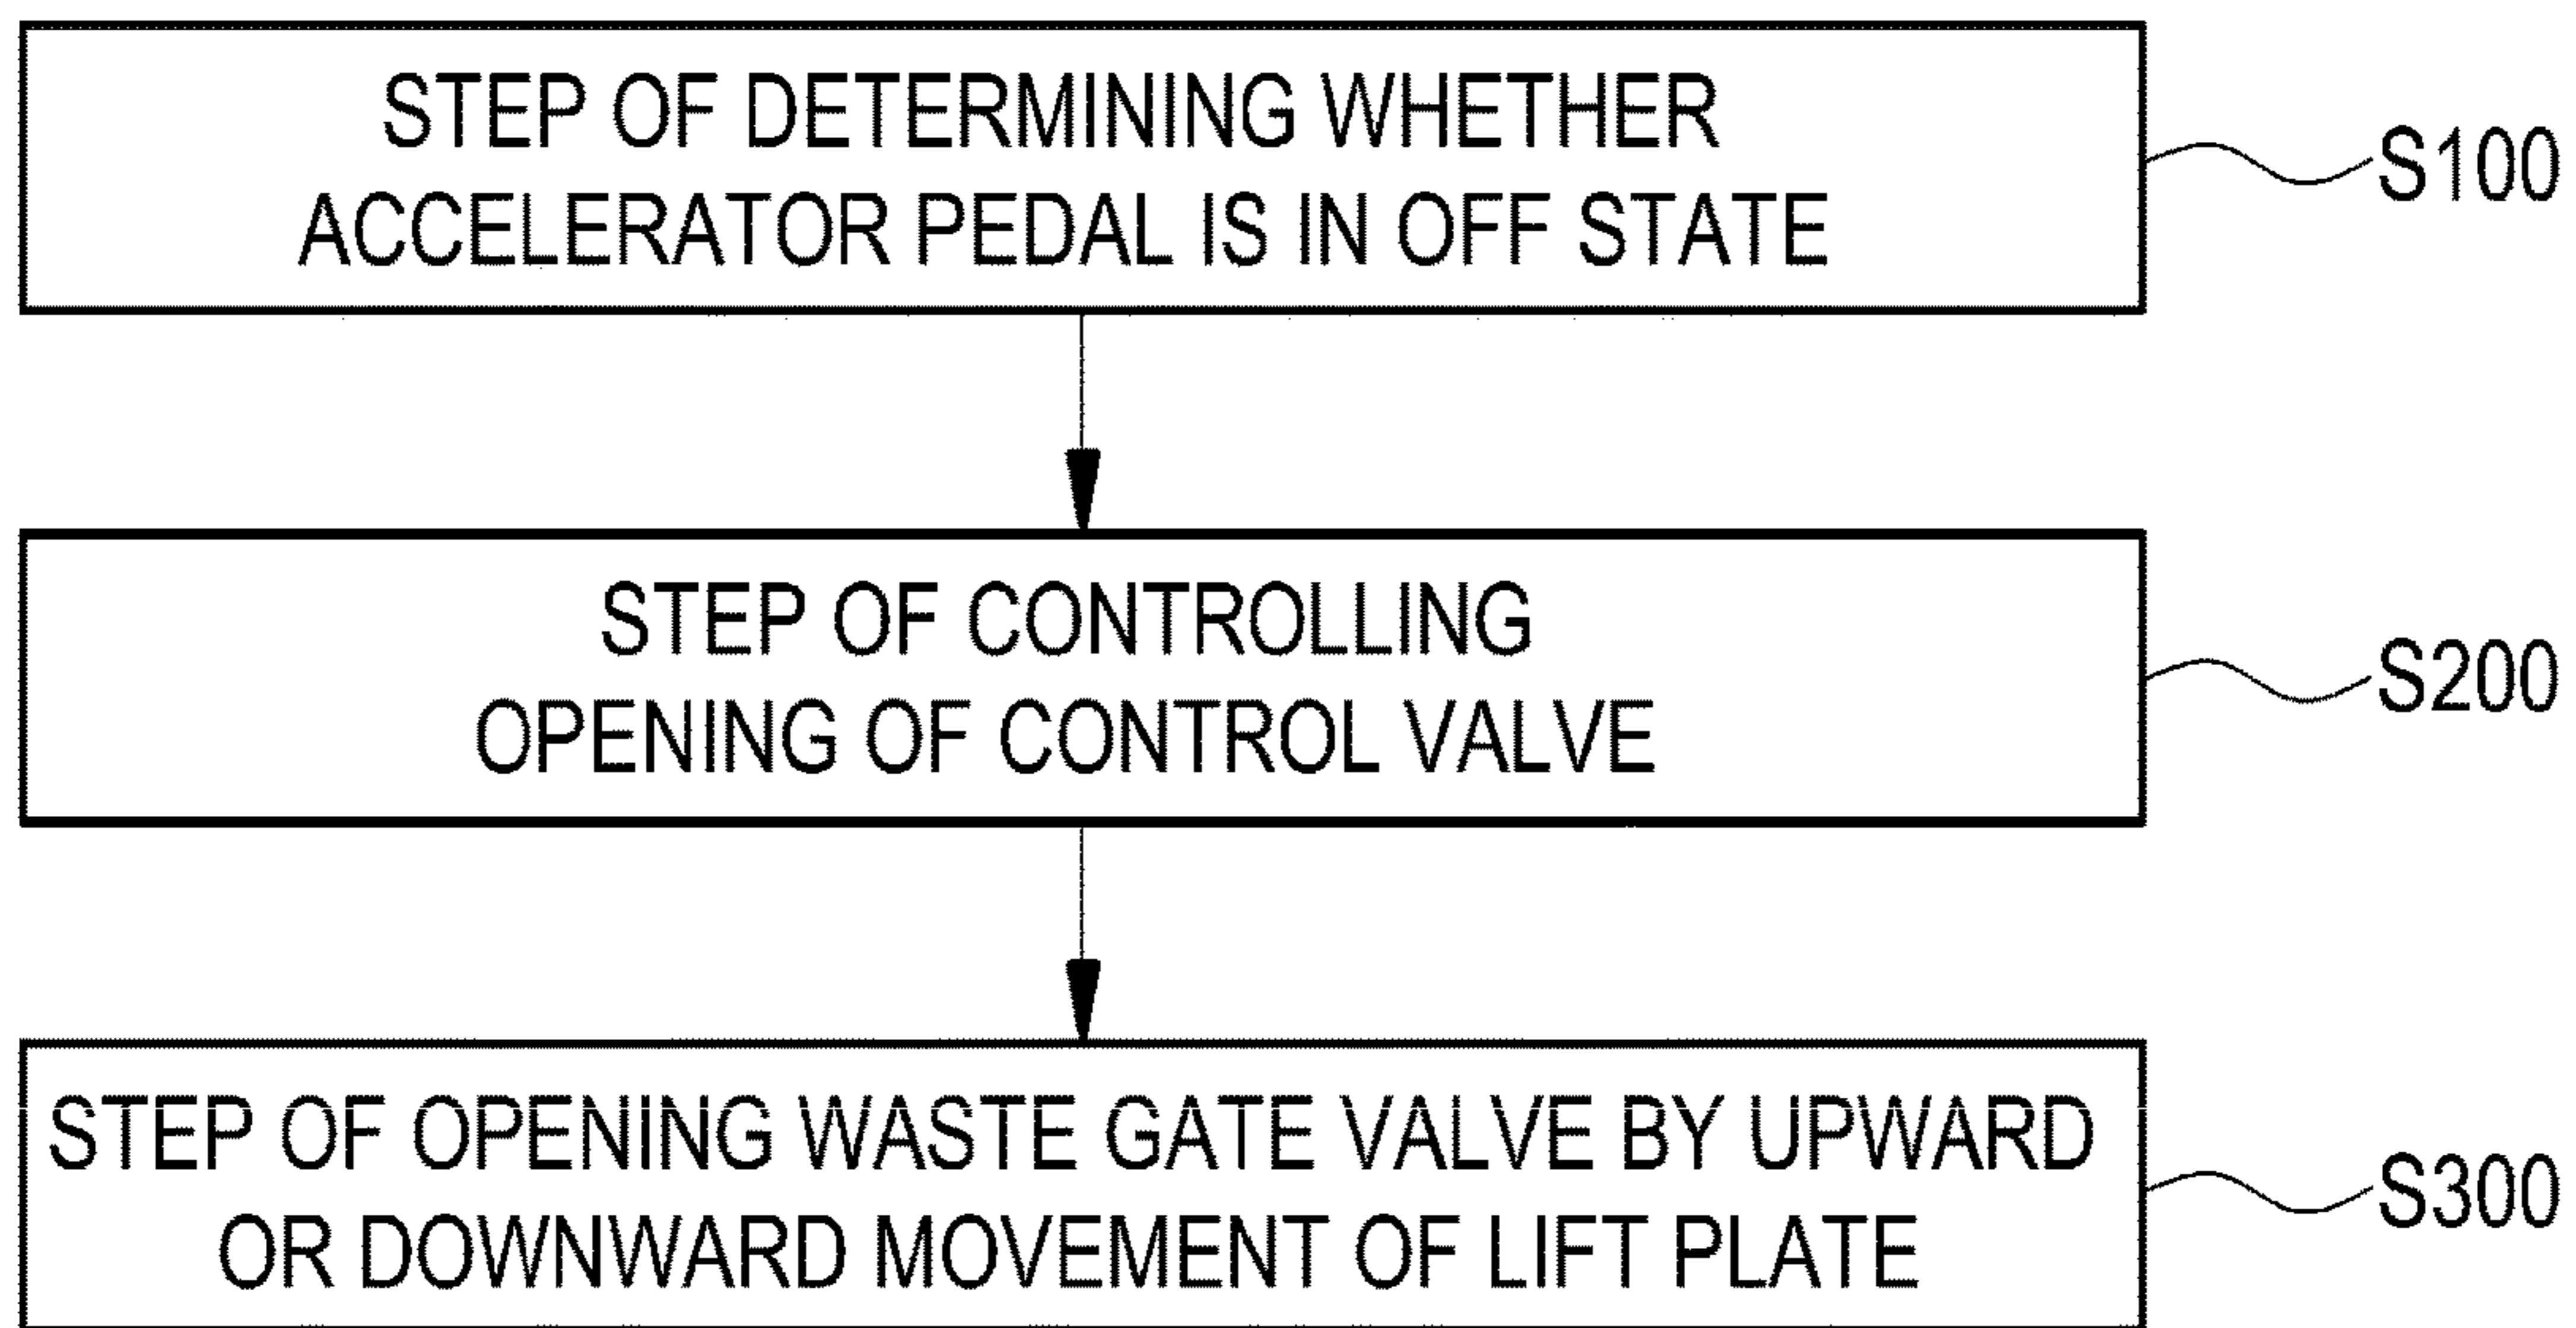 STEP OF DETERMINING WHETHER
ACCELERATOR PEDAL IS IN OFF STATE
S100
STEP OF CONTROLLING
OPENING OF CONTROL VALVE
S200
STEP OF OPENING WASTE GATE VALVE BY UPWARD
OR DOWNWARD MOVEMENT OF LIFT PLATE
S300